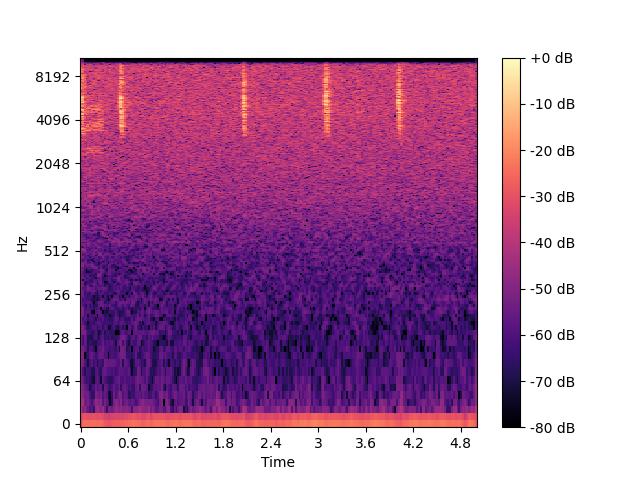 8192
4096
2048
1024
512
256
128
64
0
Hz
0 0.6 1.2 1.8 2.4 3 3.6 4.2 4.8
Time
+0 dB
-10 dB
-20 dB
-30 dB
-40 dB
-50 dB
-60 dB
-70 dB
-80 dB